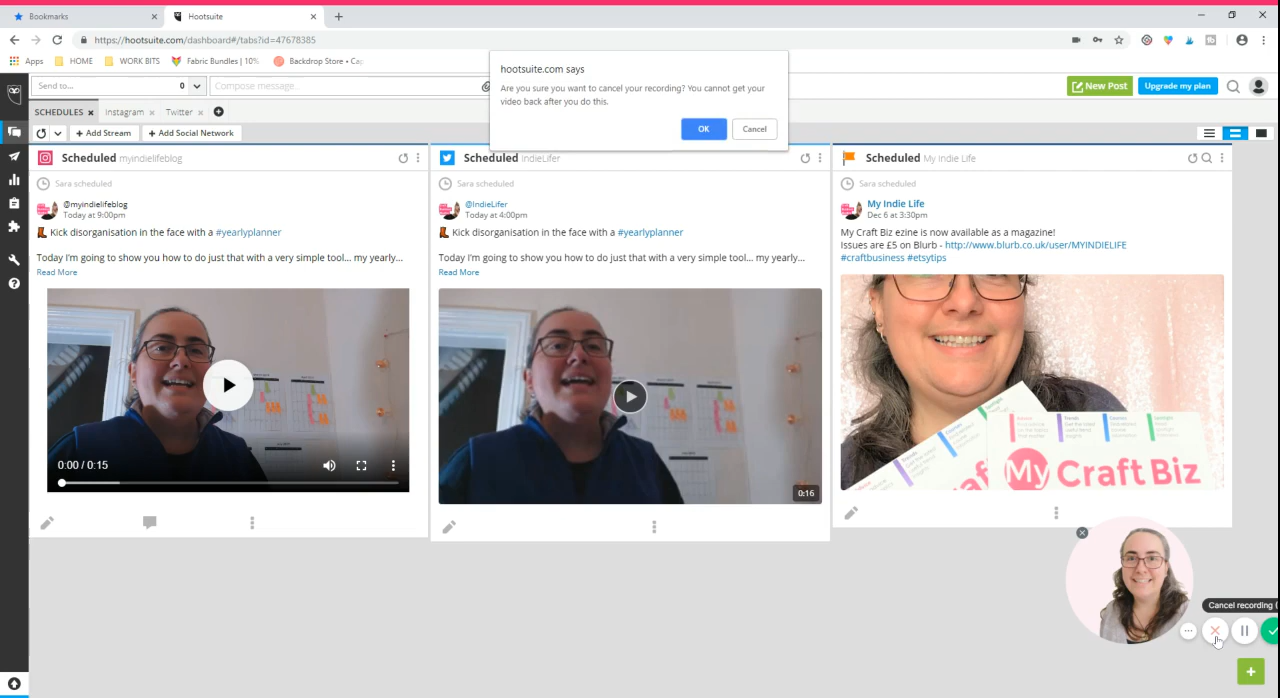 Bookmarks
Hootsuite
https://hootsuite.com/dashboard#/tabs?id=47678385
Apps
HOME
WORK BITS
Fabric Bundles | 10%
Backdrop Store • Ca
hootsuite.com says
Are you sure you want to cancel your recording? You cannot get your
video back after you do this.
OK
Cancel
Send to...
0
Compose message..
New Post
Upgrade my plan
SCHEDULES
Instagram
Twitter
+ Add Stream
+ Add Social Network
Scheduled myindielifeblog
Sara scheduled
@myindielifeblog
Today at 9:00pm
Kick disorganisation in the face with a #yearlyplanner
Today I'm going to show you how to do just that with a very simple tool... my yearly...
Read More
0:00 / 0:15
Scheduled IndieLifer
Sara scheduled
@IndieLifer
Today at 4:00pm
Kick disorganisation in the face with a #yearlyplanner
Today I'm going to show you how to do just that with a very simple tool... my yearly...
Read More
0:16
Scheduled My Indie Life
Sara scheduled
My Indie Life
Dec 6 at 3:30pm
My Craft Biz ezine is now available as a magazine!
Issues are £5 on Blurb - http://www.blurb.co.uk/user/MYINDIELIFE
#craftbusiness #etsytips
My Craft Biz
Cancel recording (